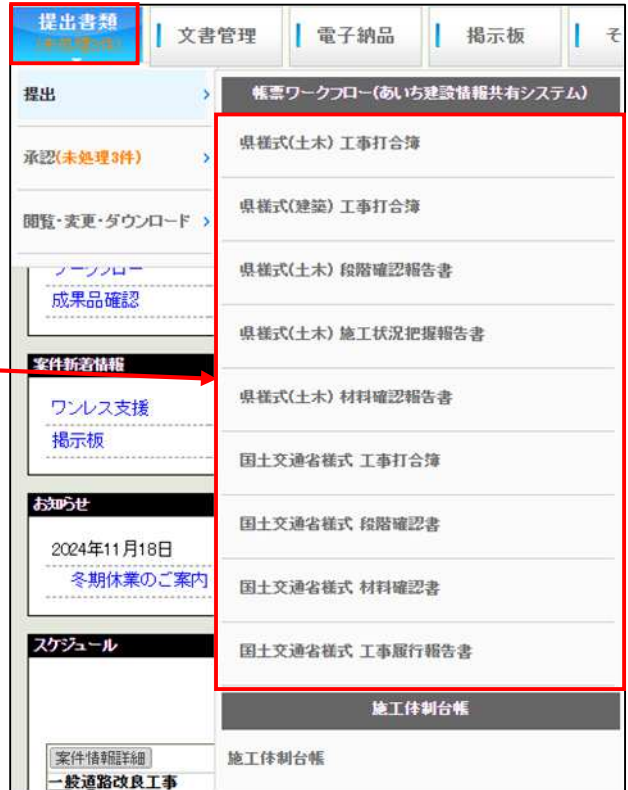 提出書類
(未処理3件)
文書管理
電子納品
掲示板
そ
提出
承認(未処理3件)
閲覧・変更・ダウンロード
帳票ワークフロー(あいち建設情報共有システム)
県様式(土木) 工事打合簿
県様式(建築) 工事打合簿
県様式(土木) 段階確認報告書
県様式(土木) 施工状況把握報告書
県様式(土木) 材料確認報告書
国土交通省様式 工事打合簿
国土交通省様式 段階確認書
国土交通省様式 材料確認書
国土交通省様式 工事履行報告書
施工体制台帳
施工体制台帳
ワークフロー
成果品確認
案件新着情報
ワンレス支援
掲示板
お知らせ
2024年11月18日
冬期休業のご案内
スケジュール
案件情報詳細
一般道路改良工事